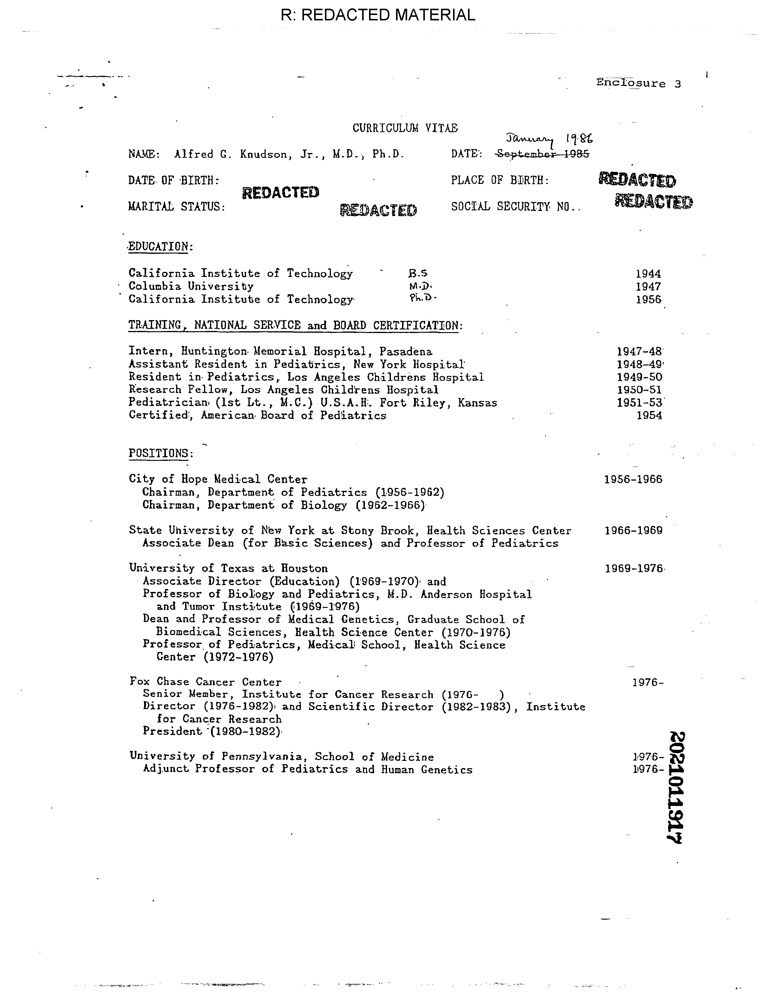 R: REDACTED MATERIAL
Enclosure 3
CURRICULUM VITAE
January 1986
NAME: Alfred G. Knudson, Jr., M.D., Ph.D. DATE: September 1985
DATE OF BIRTH: REDACTED PLACE OF BIRTH: REDACTED
MARITAL STATUS: REDACTED SOCIAL SECURITY NO.. REDACTED
EDUCATION:
California Institute of Technology B.S 1944
Columbia University M.D. 1947
California Institute of Technology Ph.D. 1956
TRAINING, NATIONAL SERVICE and BOARD CERTIFICATION:
Intern, Huntington Memorial Hospital, Pasadena 1947-48
Assistant Resident in Pediatrics, New York Hospital 1948-49
Resident in Pediatrics, Los Angeles Childrens Hospital 1949-50
Research Fellow, Los Angeles Childrens Hospital 1950-51
Pediatrician (1st Lt., M.C.) U.S.A.H. Fort Riley, Kansas 1951-53
Certified, American Board of Pediatrics 1954
POSITIONS:
City of Hope Medical Center 1956-1966
Chairman, Department of Pediatrics (1956-1962)
Chairman, Department of Biology (1962-1966)
State University of New York at Stony Brook, Health Sciences Center 1966-1969
Associate Dean (for Basic Sciences) and Professor of Pediatrics
University of Texas at Houston 1969-1976
Associate Director (Education) (1969-1970) and
Professor of Biology and Pediatrics, M.D. Anderson Hospital
and Tumor Institute (1969-1976)
Dean and Professor of Medical Genetics, Graduate School of
Biomedical Sciences, Health Science Center (1970-1976)
Professor of Pediatrics, Medical School, Health Science
Center (1972-1976)
Fox Chase Cancer Center 1976-
Senior Member, Institute for Cancer Research (1976- )
Director (1976-1982) and Scientific Director (1982-1983), Institute
for Cancer Research
President (1980-1982)
University of Pennsylvania, School of Medicine 1976-
Adjunct Professor of Pediatrics and Human Genetics 1976-
2021011917